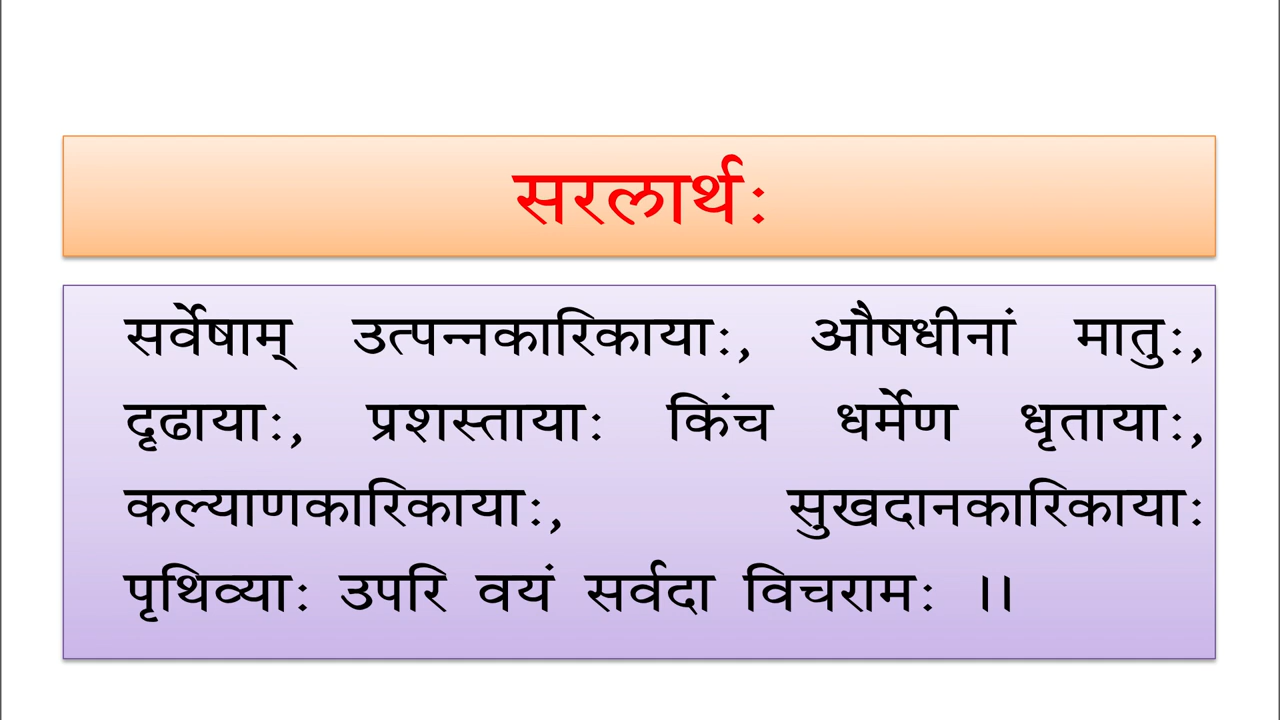 सरलार्थः
सर्वेषाम् उत्पन्नकारिकायाः, औषधीनां मातुः,
दृढायाः, प्रशस्तायाः किंच धर्मेण धृतायाः,
कल्याणकारिकायाः, सुखदानकारिकायाः
पृथिव्याः उपरि वयं सर्वदा विचरामः ।।